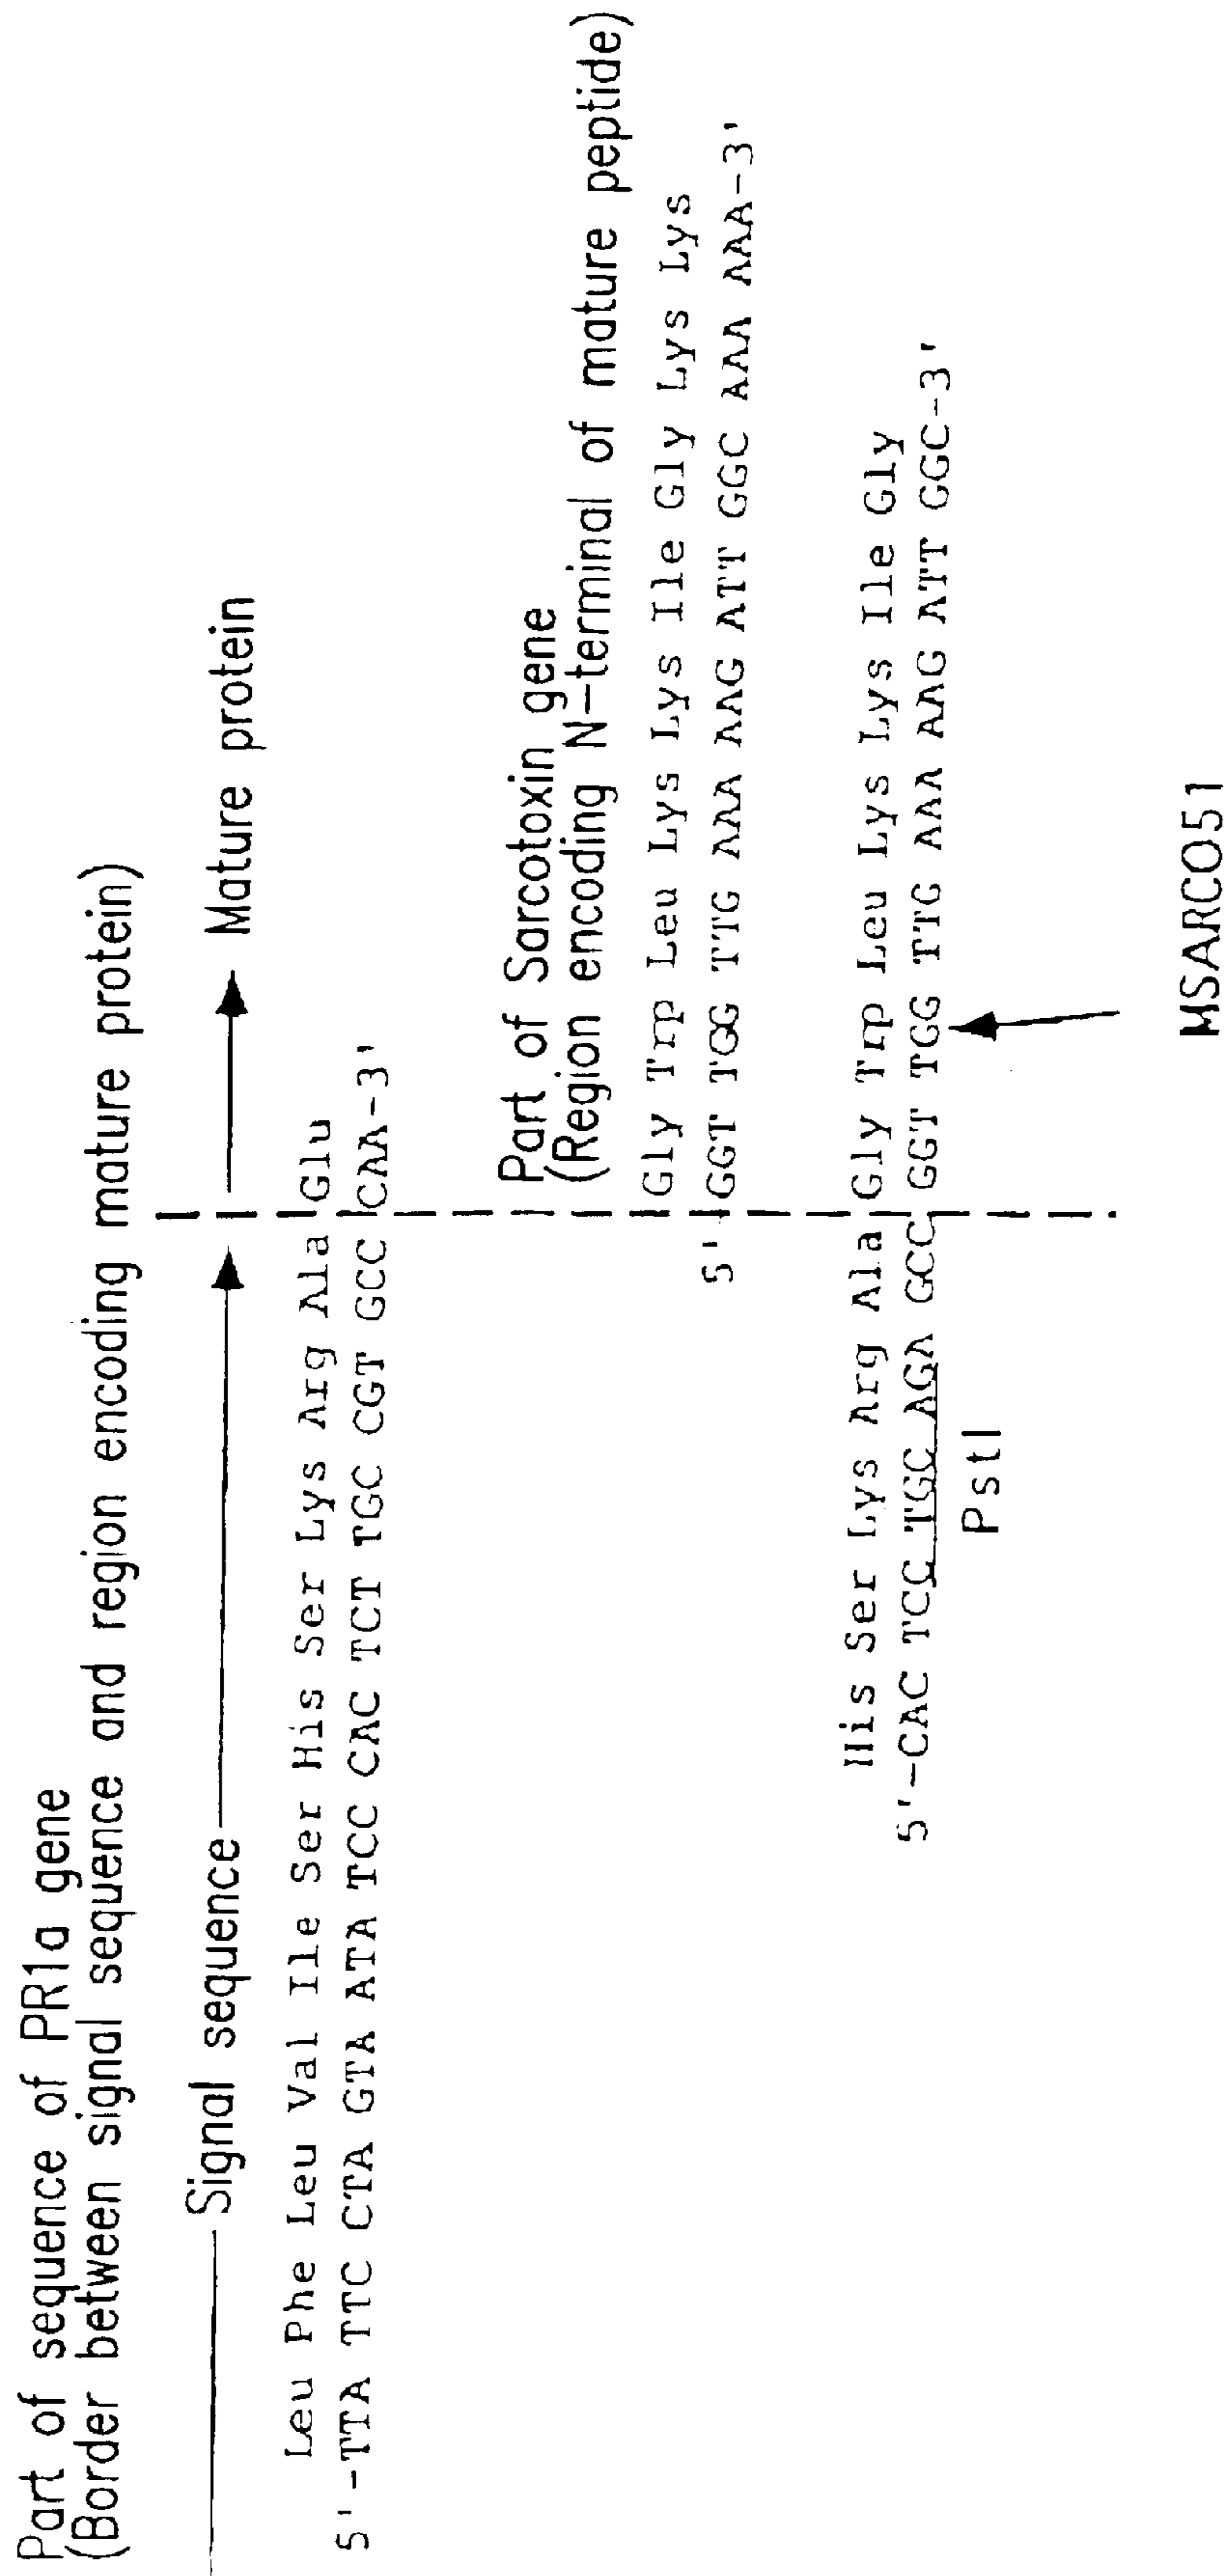 Part of sequence of PR1a gene
(Border between signal sequence and region encoding mature protein)
Signal sequence Mature protein
Leu Phe Leu Val Ile Ser His Ser Lys Arg Ala Glu
5'-TTA TTC CTA GTA ATA TCC CAC TCT TGC CGT GCC CAA-3'
Part of Sarcotoxin gene
(Region encoding N-terminal of mature peptide)
Gly Trp Leu Lys Lys Ile Gly Lys Lys
5' GGT TGG TTG AAA AAG ATT GGC AAA AAA-3'
His Ser Lys Arg Ala Gly Trp Leu Lys Lys Ile Gly
5'-CAC TCC TGC AGA GCC GGT TGG TTG AAA AAG ATT GGC-3'
PstI
MSARCO51